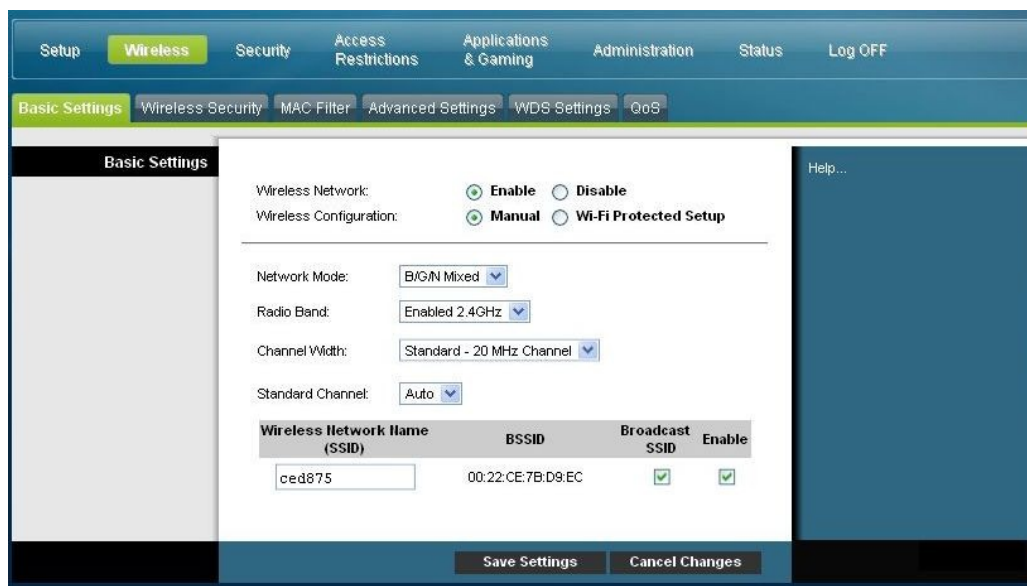 Setup Wireless Security Access Restrictions Applications & Gaming Administration Status Log OFF
Basic Settings Wireless Security MAC Filter Advanced Settings WDS Settings QoS
Basic Settings
Help...
Wireless Network: Enable Disable
Wireless Configuration: Manual Wi-Fi Protected Setup
Network Mode: B/G/N Mixed
Radio Band: Enabled 2.4GHz
Channel Width: Standard - 20 MHz Channel
Standard Channel: Auto
Wireless Network Name (SSID) BSSID Broadcast SSID Enable
ced875 00:22:CE:7B:D9:EC
Save Settings Cancel Changes